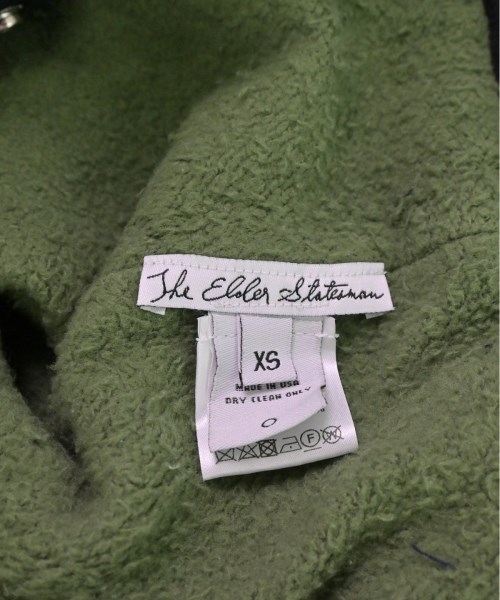 The Elder Statesman
XS
MADE IN USA
DRY CLEAN ONLY
F W